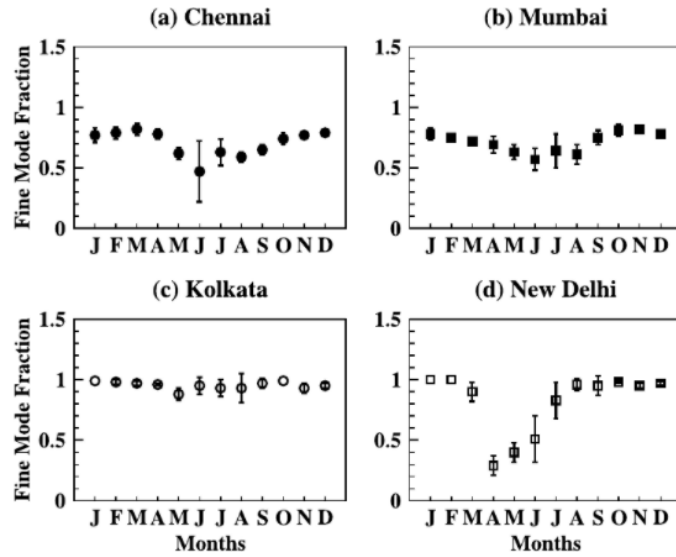 (a) Chennai
(b) Mumbai
Fine Mode Fraction
1.5
1
0.5
0
J F M A M J J A S O N D
1.5
1
0.5
0
J F M A M J J A S O N D
(c) Kolkata
(d) New Delhi
Fine Mode Fraction
1.5
1
0.5
0
J F M A M J J A S O N D
Months
1.5
1
0.5
0
J F M A M J J A S O N D
Months